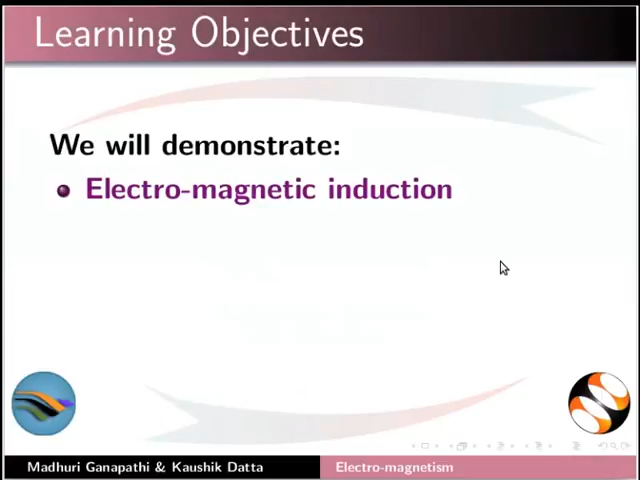 Learning Objectives
We will demonstrate:
Electro-magnetic induction
Madhuri Ganapathi & Kaushik Datta
Electro-magnetism